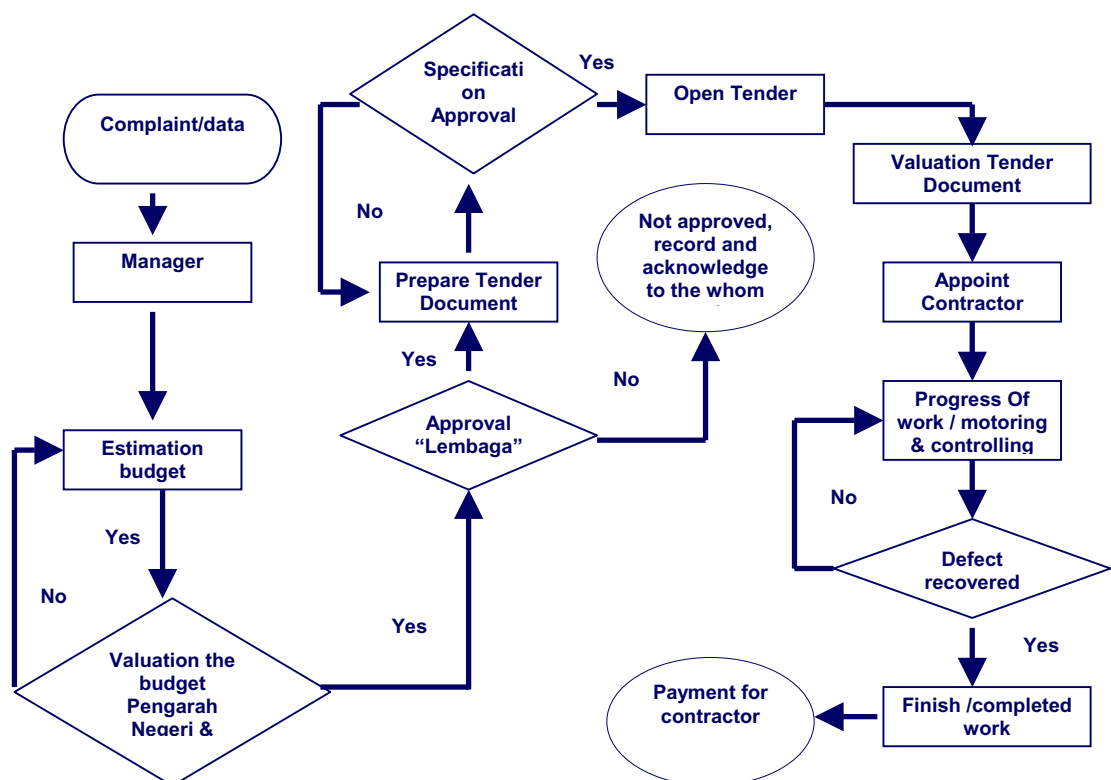 Complaint/data
Manager
Estimation
budget
Yes
No
Valuation the
budget
Pengarah
Negeri &
Yes
Specificati
on
Approval
Yes
No
Prepare Tender
Document
Yes
Approval
“Lembaga”
No
Not approved,
record and
acknowledge
to the whom
Open Tender
Valuation Tender
Document
Appoint
Contractor
Progress Of
work / motoring
& controlling
No
Defect
recovered
Yes
Finish /completed
work
Payment for
contractor